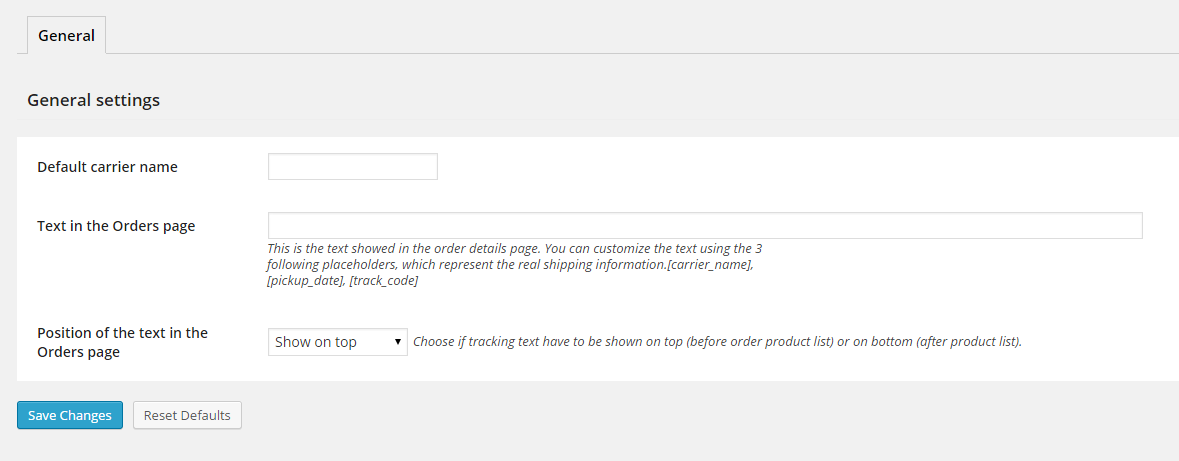 General
General settings
Default carrier name
Text in the Orders page
This is the text showed in the order details page. You can customize the text using the 3
following placeholders, which represent the real shipping information.[carrier_name],
[pickup_date], [track_code]
Position of the text in the
Orders page
Show on top
Choose if tracking text have to be shown on top (before order product list) or on bottom (after product list).
Save Changes
Reset Defaults